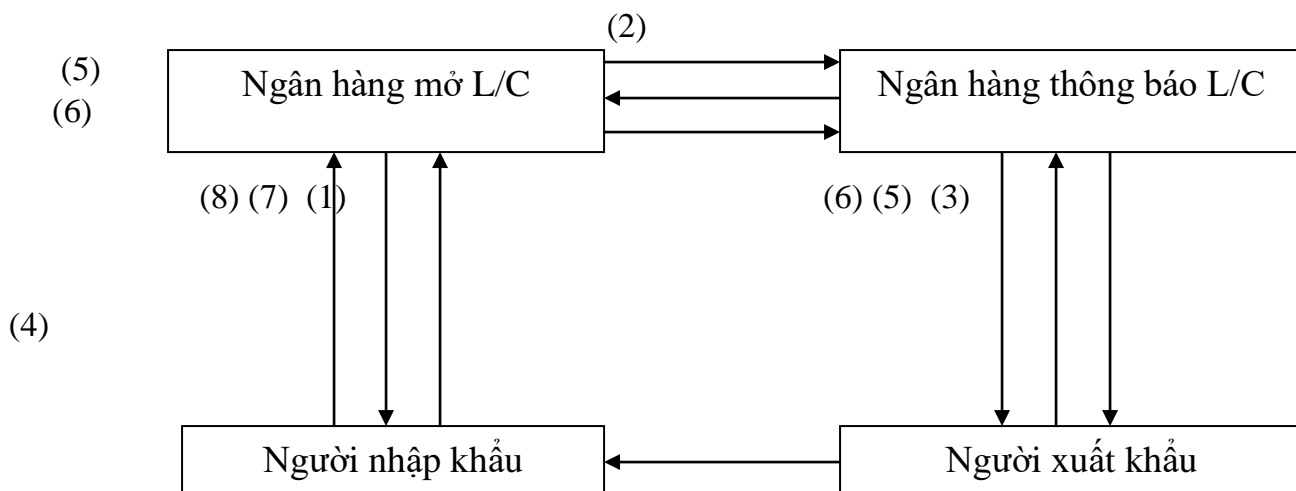 (2)
(5) Ngân hàng mở L/C Ngân hàng thông báo L/C
(6)
(8) (7) (1) (6) (5) (3)
(4)
Người nhập khẩu Người xuất khẩu